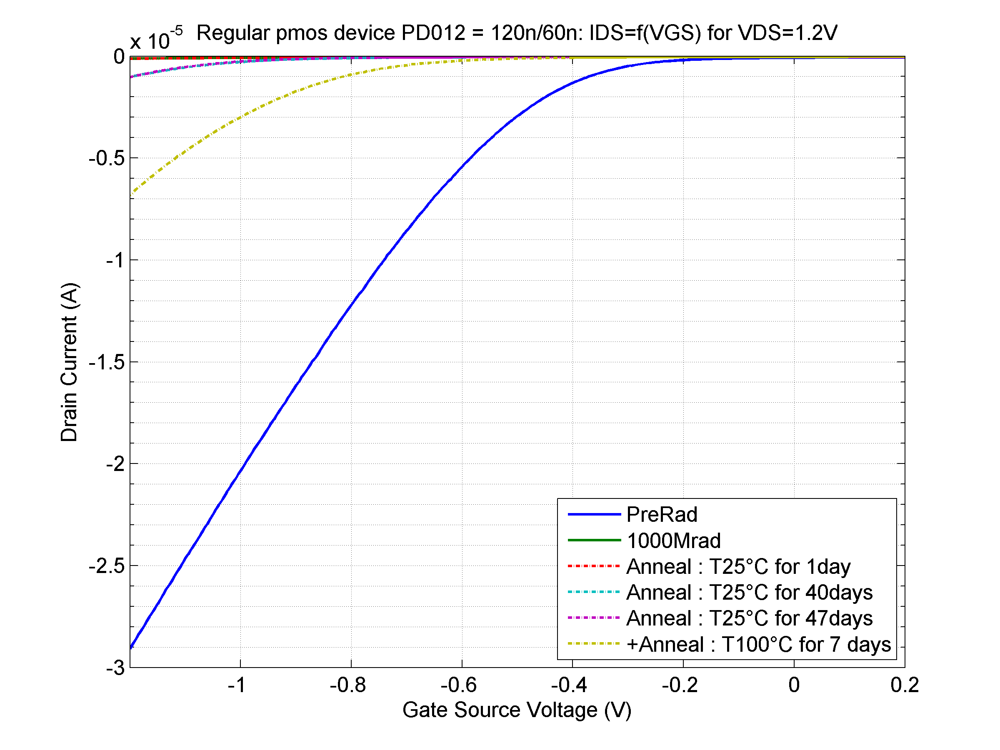 x 10-5 Regular pmos device PD012 = 120n/60n: IDS=f(VGS) for VDS=1.2V
0
-0.5
-1
-1.5
-2
-2.5
-3
Drain Current (A)
PreRad
1000Mrad
Anneal : T25°C for 1day
Anneal : T25°C for 40days
Anneal : T25°C for 47days
+Anneal : T100°C for 7 days
-1 -0.8 -0.6 -0.4 -0.2 0 0.2
Gate Source Voltage (V)